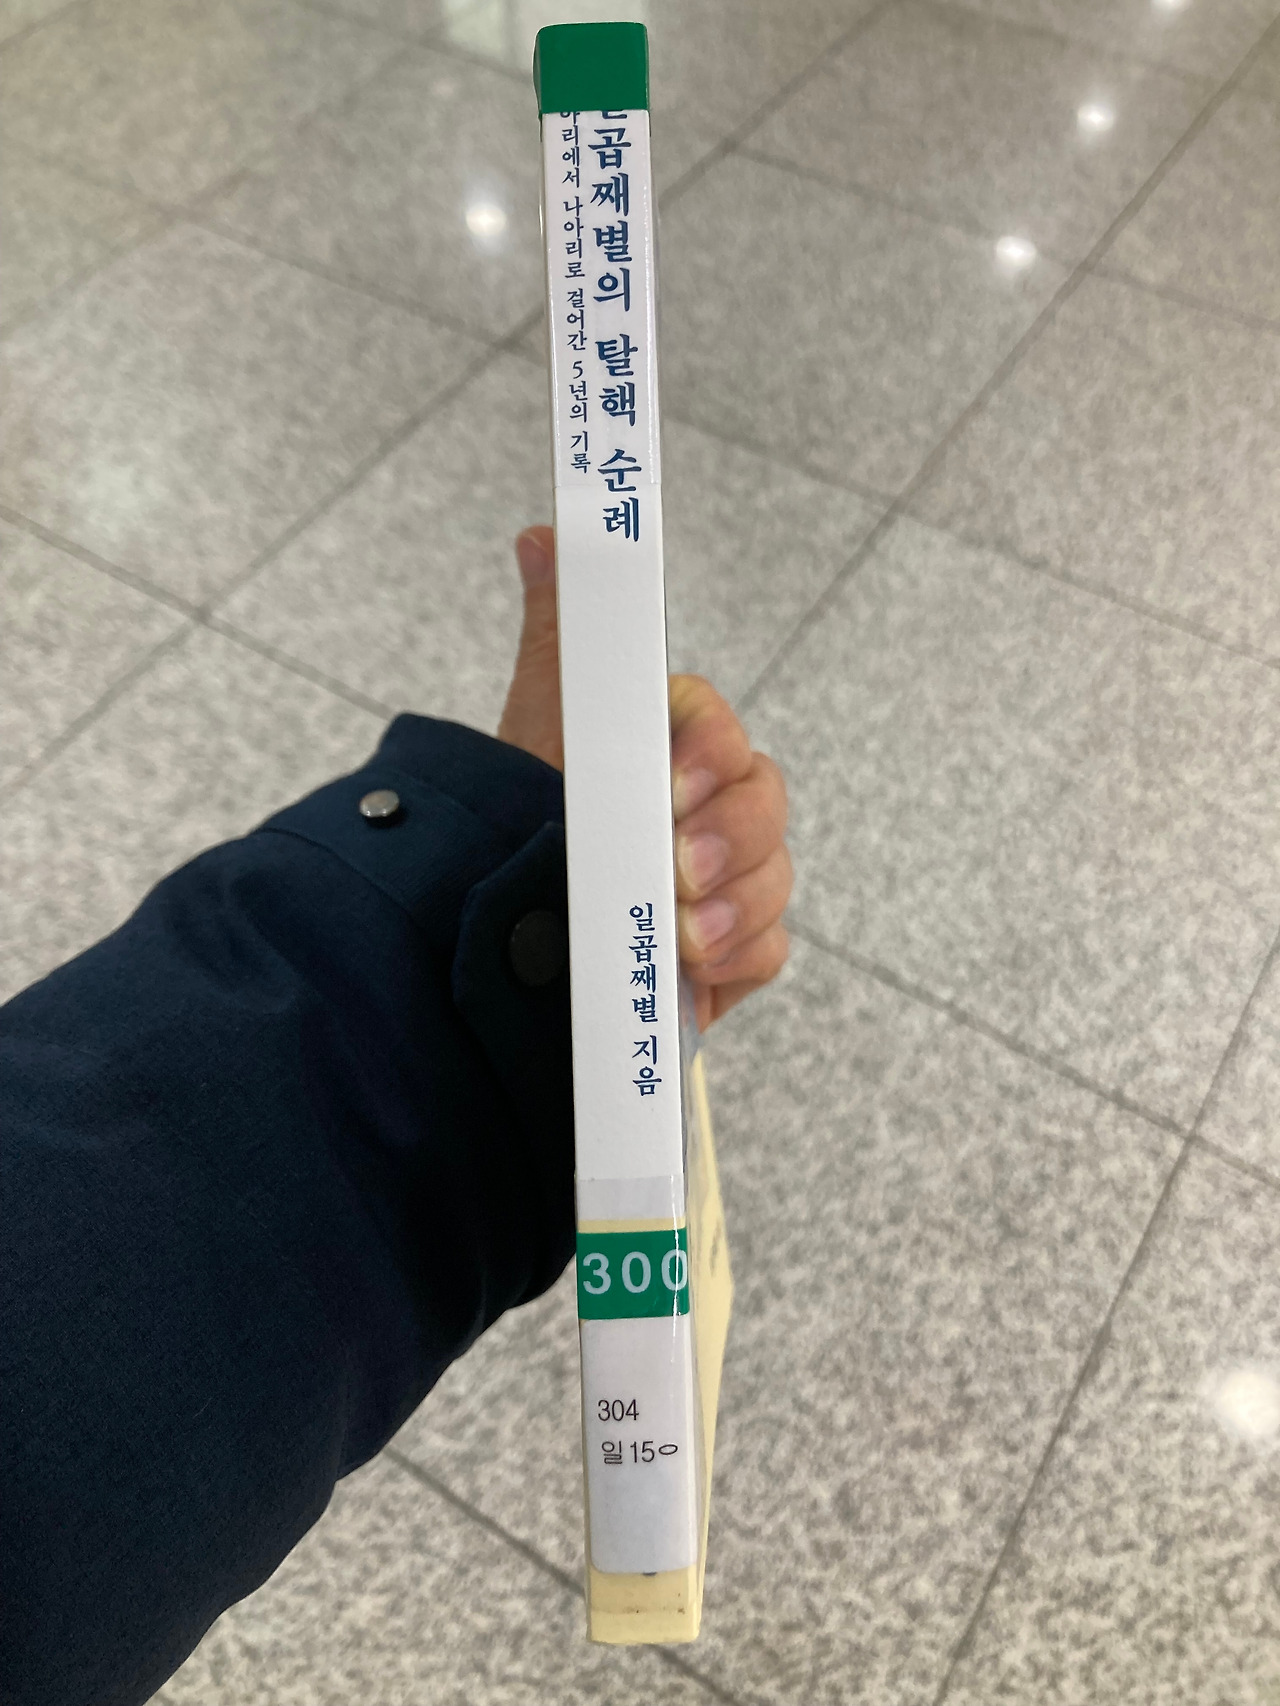 곱째별의 탈핵 순례
아리에서 나아리로 걸어간 5년의 기록
일곱째별 지음
300
304
일15ㅇ